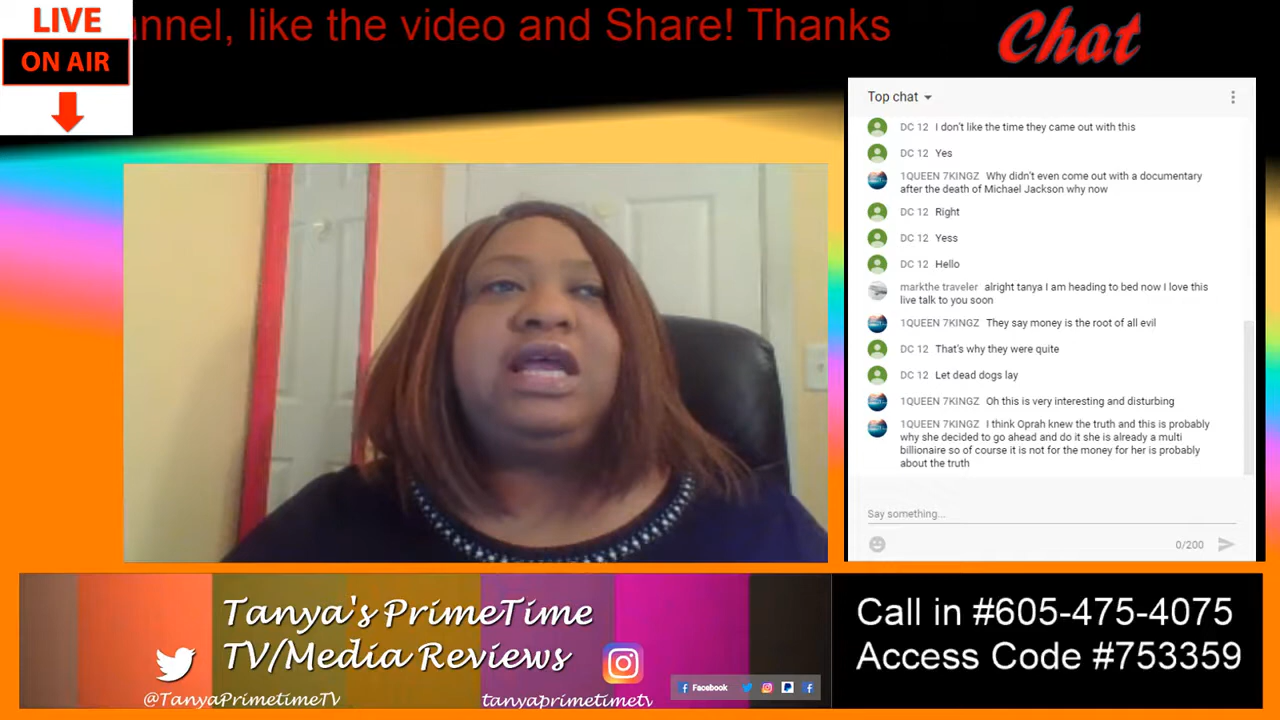 LIVE
ON AIR
annel, like the video and Share! Thanks
Chat
Top chat
DC 12 I don't like the time they came out with this
DC 12 Yes
1QUEEN 7KINGZ Why didn't even come out with a documentary
after the death of Michael Jackson why now
DC 12 Right
DC 12 Yess
DC 12 Hello
markthe traveler alright tanya I am heading to bed now I love this
live talk to you soon
1QUEEN 7KINGZ They say money is the root of all evil
DC 12 That's why they were quite
DC 12 Let dead dogs lay
1QUEEN 7KINGZ Oh this is very interesting and disturbing
1QUEEN 7KINGZ I think Oprah knew the truth and this is probably
why she decided to go ahead and do it she is already a multi
billionaire so of course it is not for the money for her is probably
about the truth
Say something...
0/200
Tanya's PrimeTime
TV/Media Reviews
@TanyaPrimetimeTV
tanyaprimetimetv
Facebook
Call in #605-475-4075
Access Code #753359